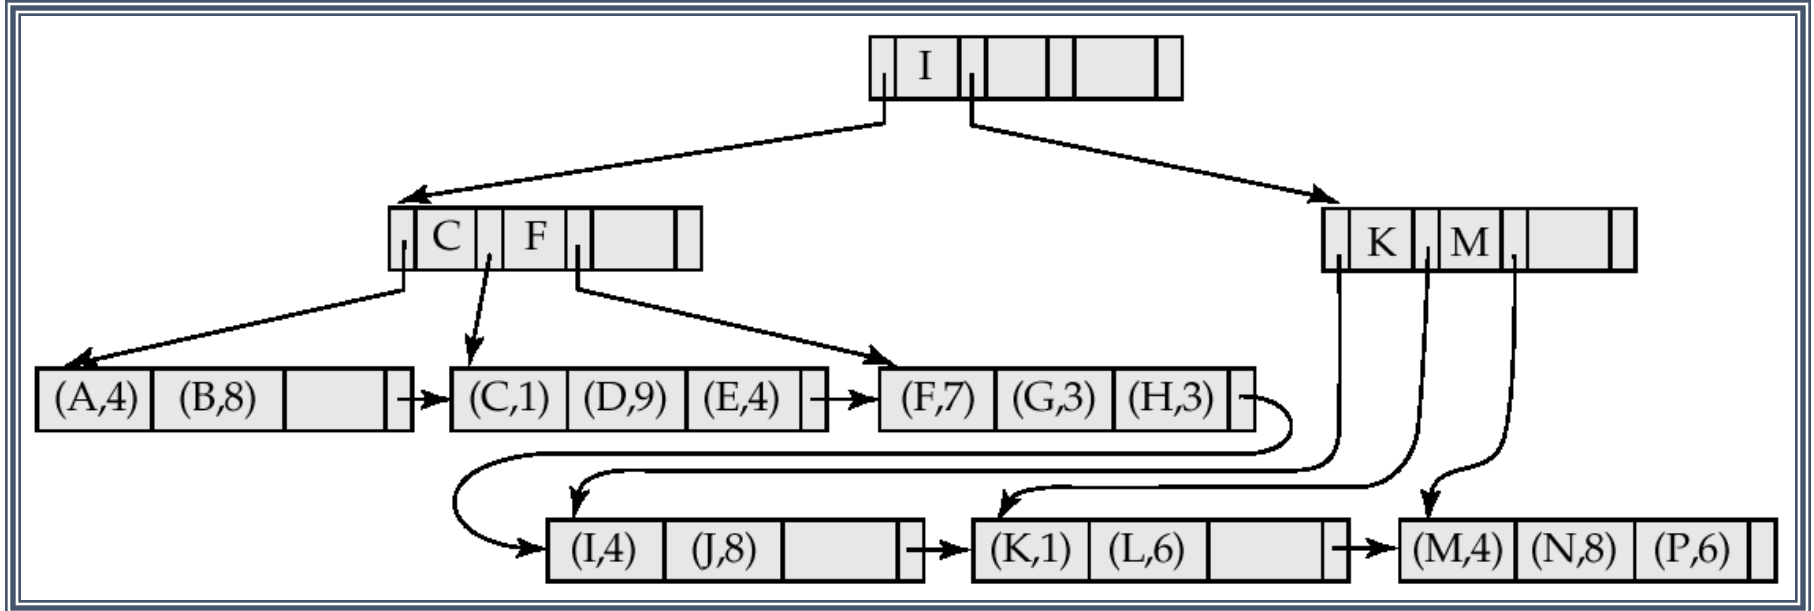 I
C F
K M
(A,4) (B,8) (C,1) (D,9) (E,4) (F,7) (G,3) (H,3)
(I,4) (J,8) (K,1) (L,6) (M,4) (N,8) (P,6)